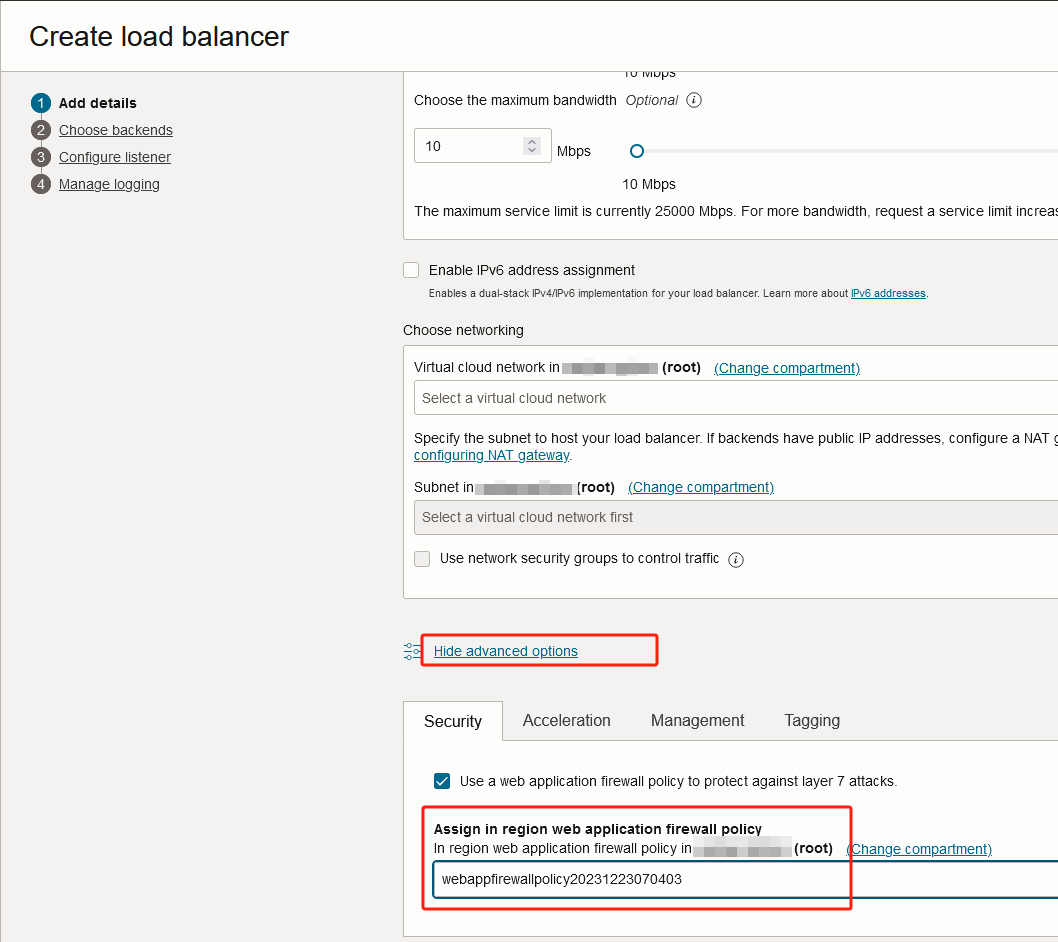 Create load balancer
1 Add details
2 Choose backends
3 Configure listener
4 Manage logging
10 Mbps
Choose the maximum bandwidth Optional i
10 Mbps
10 Mbps
The maximum service limit is currently 25000 Mbps. For more bandwidth, request a service limit increas
Enable IPv6 address assignment
Enables a dual-stack IPv4/IPv6 implementation for your load balancer. Learn more about IPv6 addresses.
Choose networking
Virtual cloud network in (root) (Change compartment)
Select a virtual cloud network
Specify the subnet to host your load balancer. If backends have public IP addresses, configure a NAT g
configuring NAT gateway.
Subnet in (root) (Change compartment)
Select a virtual cloud network first
Use network security groups to control traffic i
Hide advanced options
Security Acceleration Management Tagging
Use a web application firewall policy to protect against layer 7 attacks.
Assign in region web application firewall policy
In region web application firewall policy in (root) (Change compartment)
webappfirewallpolicy20231223070403